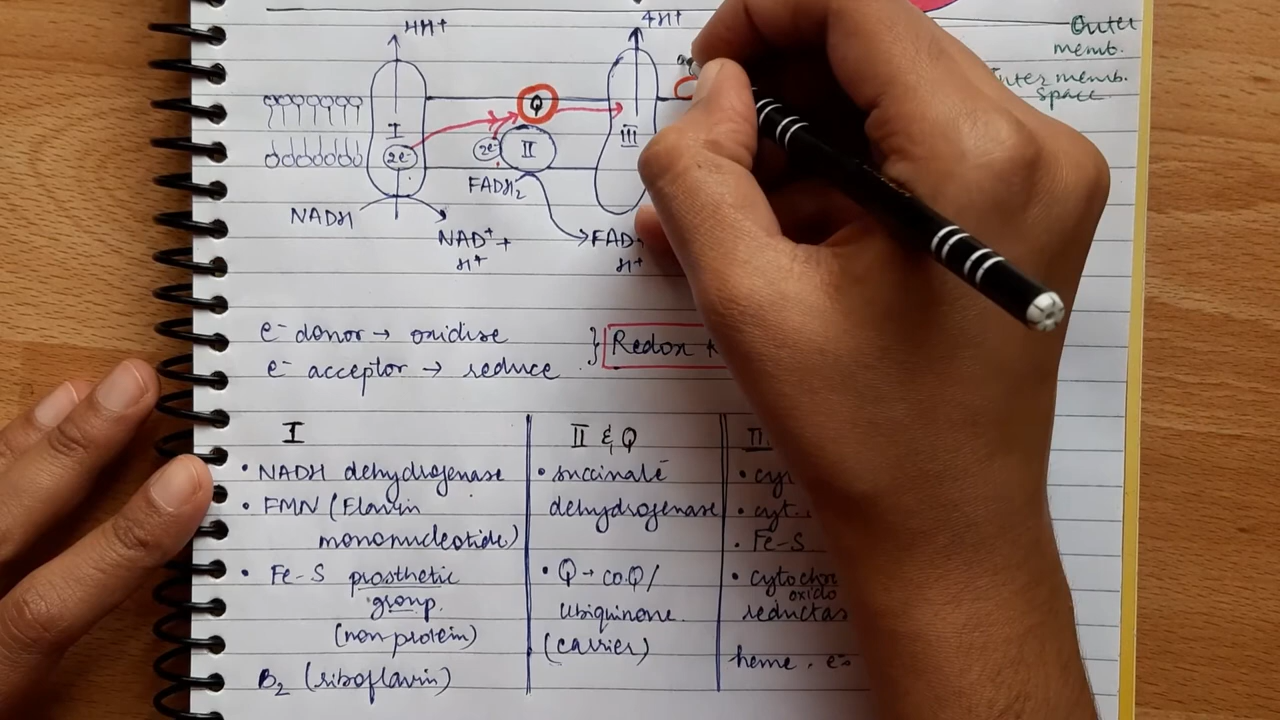 4H+
4H+
Outer
memb.
Inter memb.
space
Q
I
III
2e-
2e-
II
FADH2
NADH
NAD+ +
H+
FAD+
H+
e- donor → oxidise
e- acceptor → reduce
} Redox
I
II & Q
• NADH dehydrogenase
• succinate
• FMN (Flavin
dehydrogenase
• cyt.
mononucleotide)
• Fe-S
• Fe-S prosthetic
• Q → co.Q/
group.
ubiquinone.
oxido
(non protein)
(carrier)
heme. e-
B2 (riboflavin)